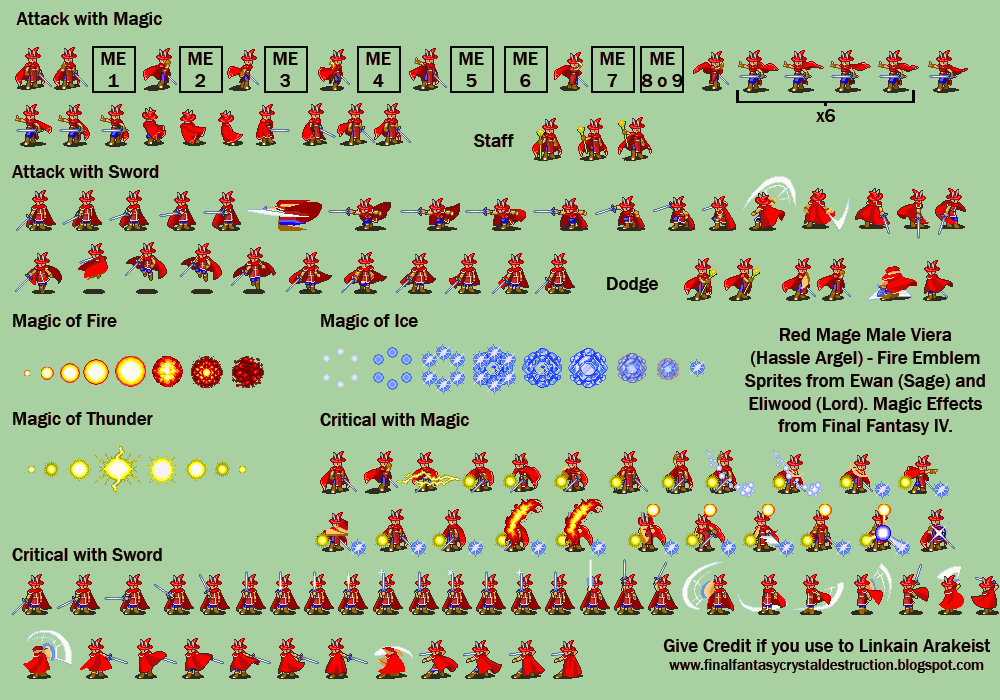 Attack with Magic
ME 1
ME 2
ME 3
ME 4
ME 5
ME 6
ME 7
ME 8 o 9
x6
Staff
Attack with Sword
Dodge
Magic of Fire
Magic of Ice
Red Mage Male Viera
(Hassle Argel) - Fire Emblem
Sprites from Ewan (Sage) and
Eliwood (Lord). Magic Effects
from Final Fantasy IV.
Magic of Thunder
Critical with Magic
Critical with Sword
Give Credit if you use to Linkain Arakeist
www.finalfantasycrystaldestruction.blogspot.com